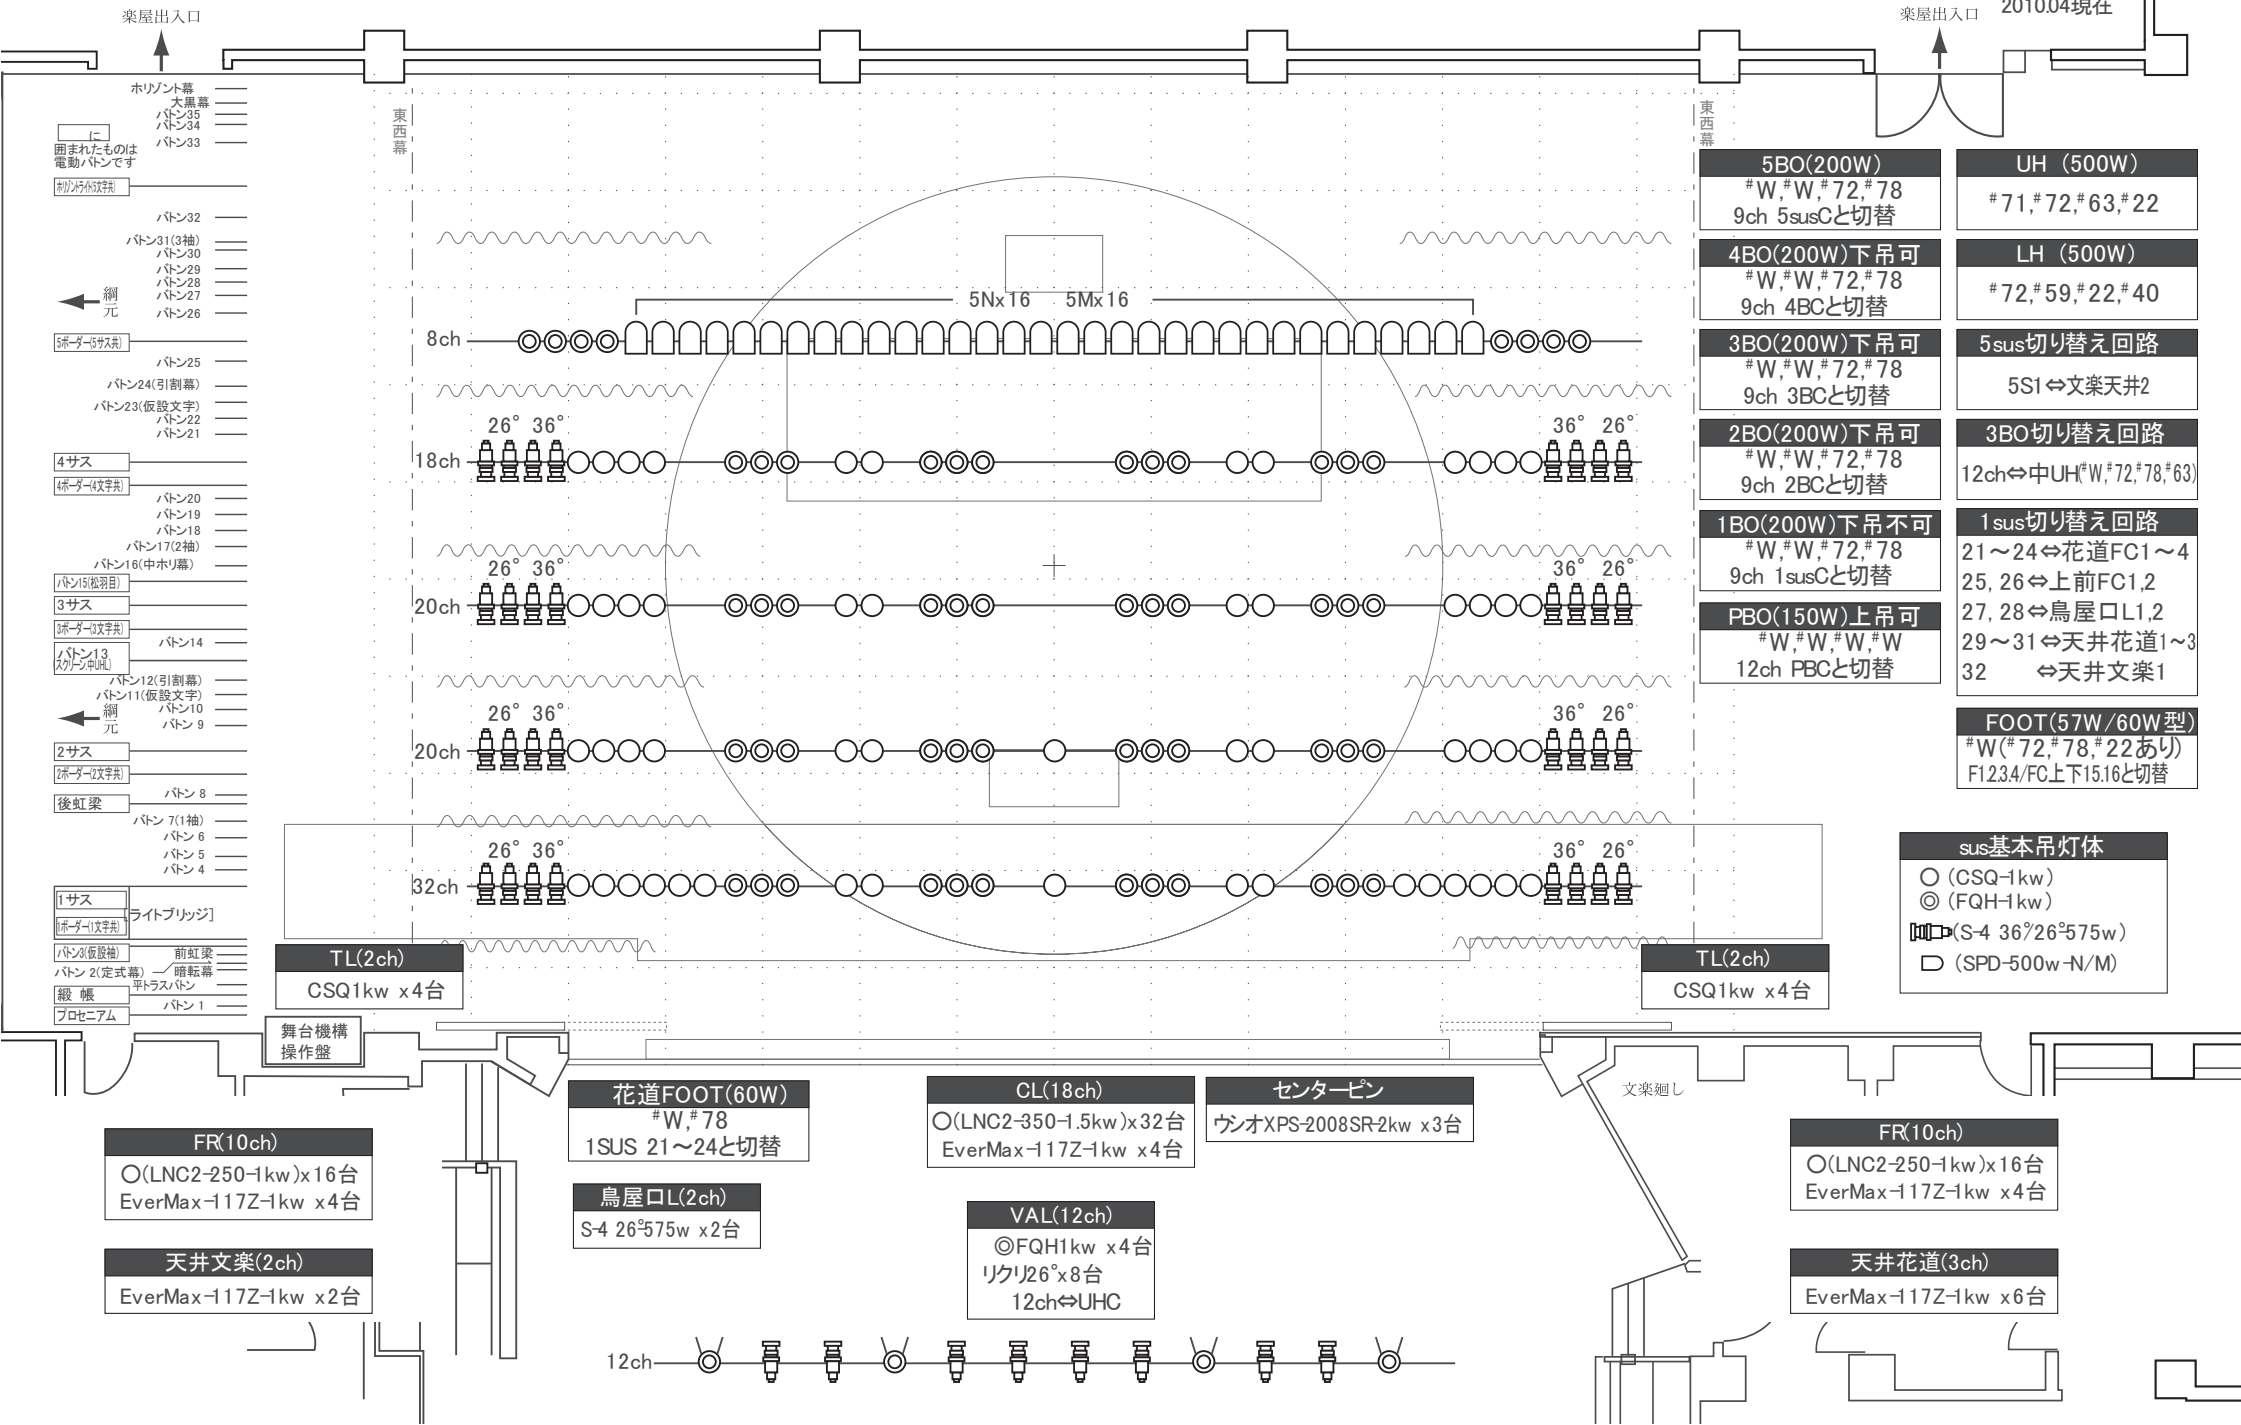 楽屋出入口
楽屋出入口
2010.04現在
ホリゾント幕
大黒幕
バトン35
バトン34
バトン33
に
囲まれたものは
電動バトンです
ホリゾントライト(5文字共)
バトン32
バトン31(3袖)
バトン30
バトン29
バトン28
バトン27
バトン26
綱元
5ボーダー(5サス共)
バトン25
バトン24(引割幕)
バトン23(仮設文字)
バトン22
バトン21
4サス
4ボーダー(4文字共)
バトン20
バトン19
バトン18
バトン17(2袖)
バトン16(中ホリ幕)
バトン15(松羽目)
3サス
3ボーダー(3文字共)
バトン14
バトン13
(スクリーン,中UHL)
バトン12(引割幕)
バトン11(仮設文字)
バトン10
バトン 9
綱元
2サス
2ボーダー(2文字共)
バトン 8
後虹梁
バトン 7(1袖)
バトン 6
バトン 5
バトン 4
1サス
[ライトブリッジ]
1ボーダー(1文字共)
バトン3(仮設袖)
前虹梁
バトン 2(定式幕)
暗転幕
平トラスバトン
緞 帳
バトン 1
プロセニアム
東西幕
東西幕
5Nx16 5Mx16
8ch
26° 36°
36° 26°
18ch
26° 36°
36° 26°
20ch
26° 36°
36° 26°
20ch
26° 36°
36° 26°
32ch
5BO(200W)
#W,#W,#72,#78
9ch 5susCと切替
4BO(200W)下吊可
#W,#W,#72,#78
9ch 4BCと切替
3BO(200W)下吊可
#W,#W,#72,#78
9ch 3BCと切替
2BO(200W)下吊可
#W,#W,#72,#78
9ch 2BCと切替
1BO(200W)下吊不可
#W,#W,#72,#78
9ch 1susCと切替
PBO(150W)上吊可
#W,#W,#W,#W
12ch PBCと切替
UH (500W)
#71,#72,#63,#22
LH (500W)
#72,#59,#22,#40
5sus切り替え回路
5S1⇔文楽天井2
3BO切り替え回路
12ch⇔中UH(#W,#72,#78,#63)
1sus切り替え回路
21～24⇔花道FC1～4
25, 26⇔上前FC1,2
27, 28⇔鳥屋口L1,2
29～31⇔天井花道1～3
32 ⇔天井文楽1
FOOT(57W/60W型)
#W(#72,#78,#22あり)
F1.2.3.4/FC上下15.16と切替
sus基本吊灯体
○ (CSQ-1kw)
◎ (FQH-1kw)
(S-4 36°/26°575w)
(SPD-500w-N/M)
TL(2ch)
CSQ1kw x4台
TL(2ch)
CSQ1kw x4台
舞台機構
操作盤
文楽廻し
花道FOOT(60W)
#W,#78
1SUS 21～24と切替
CL(18ch)
○(LNC2-350-1.5kw)x32台
EverMax-117Z-1kw x4台
センターピン
ウシオXPS-2008SR-2kw x3台
FR(10ch)
○(LNC2-250-1kw)x16台
EverMax-117Z-1kw x4台
FR(10ch)
○(LNC2-250-1kw)x16台
EverMax-117Z-1kw x4台
鳥屋口L(2ch)
S-4 26°575w x2台
VAL(12ch)
◎FQH1kw x4台
リクリ26°x8台
12ch⇔UHC
天井文楽(2ch)
EverMax-117Z-1kw x2台
天井花道(3ch)
EverMax-117Z-1kw x6台
12ch